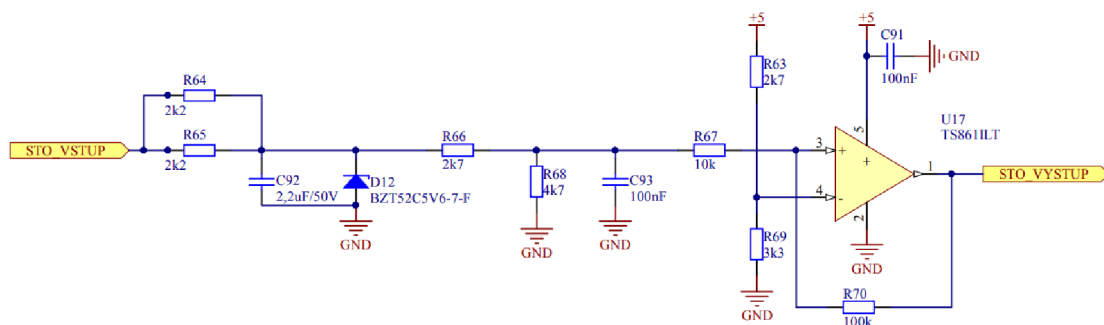 +5
+5
C91
GND
100nF
R63
2k7
R64
2k2
R65
2k2
STO_VSTUP
R66
2k7
R67
10k
U17
TS861ILT
5
3
+
+
4
-
1
2
STO_VYSTUP
C92
2,2uF/50V
D12
BZT52C5V6-7-F
R68
4k7
C93
100nF
R69
3k3
GND
GND
GND
GND
GND
R70
100k